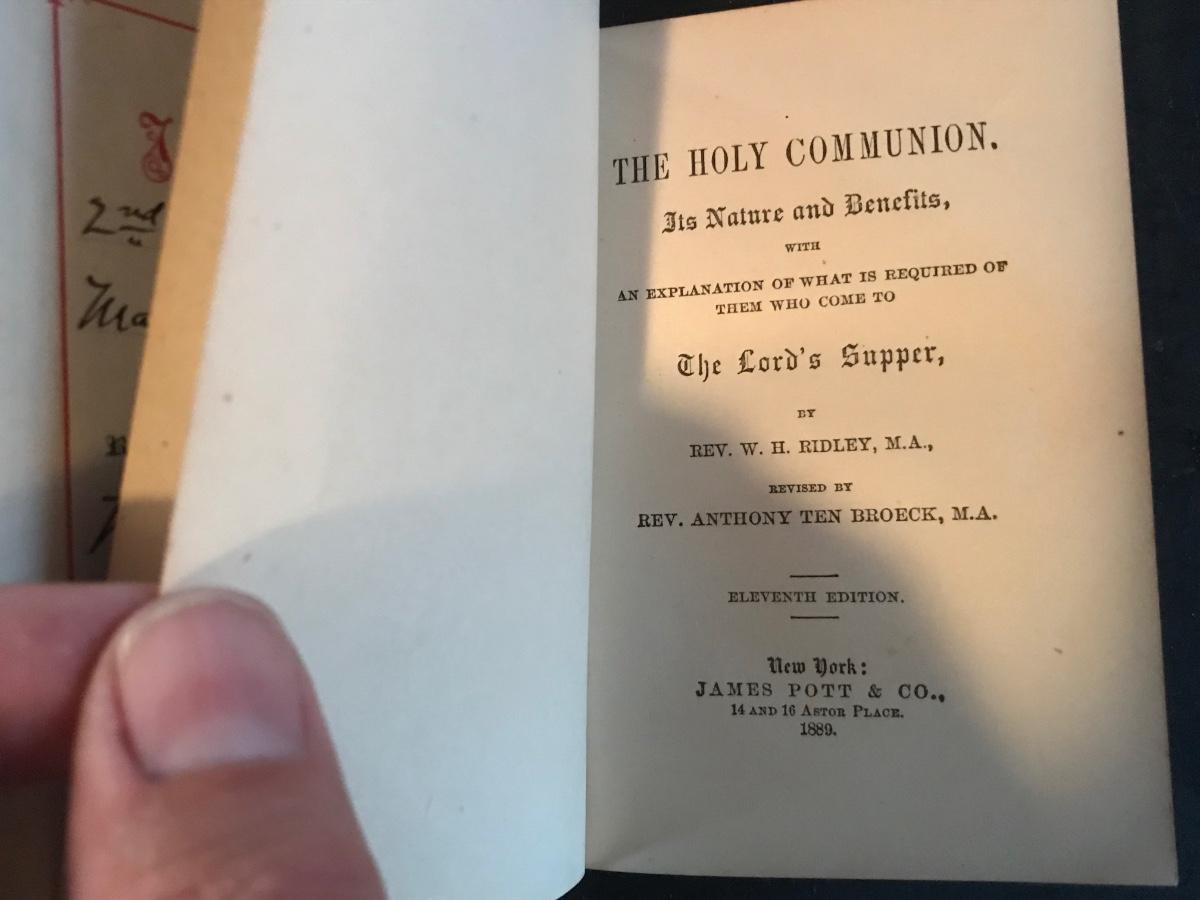 2nd
THE HOLY COMMUNION.
Its Nature and Benefits,
WITH
AN EXPLANATION OF WHAT IS REQUIRED OF
THEM WHO COME TO
The Lord's Supper,
BY
REV. W. H. RIDLEY, M.A.,
REVISED BY
REV. ANTHONY TEN BROECK, M.A.
ELEVENTH EDITION.
New York:
JAMES POTT & CO.,
14 AND 16 ASTOR PLACE.
1889.